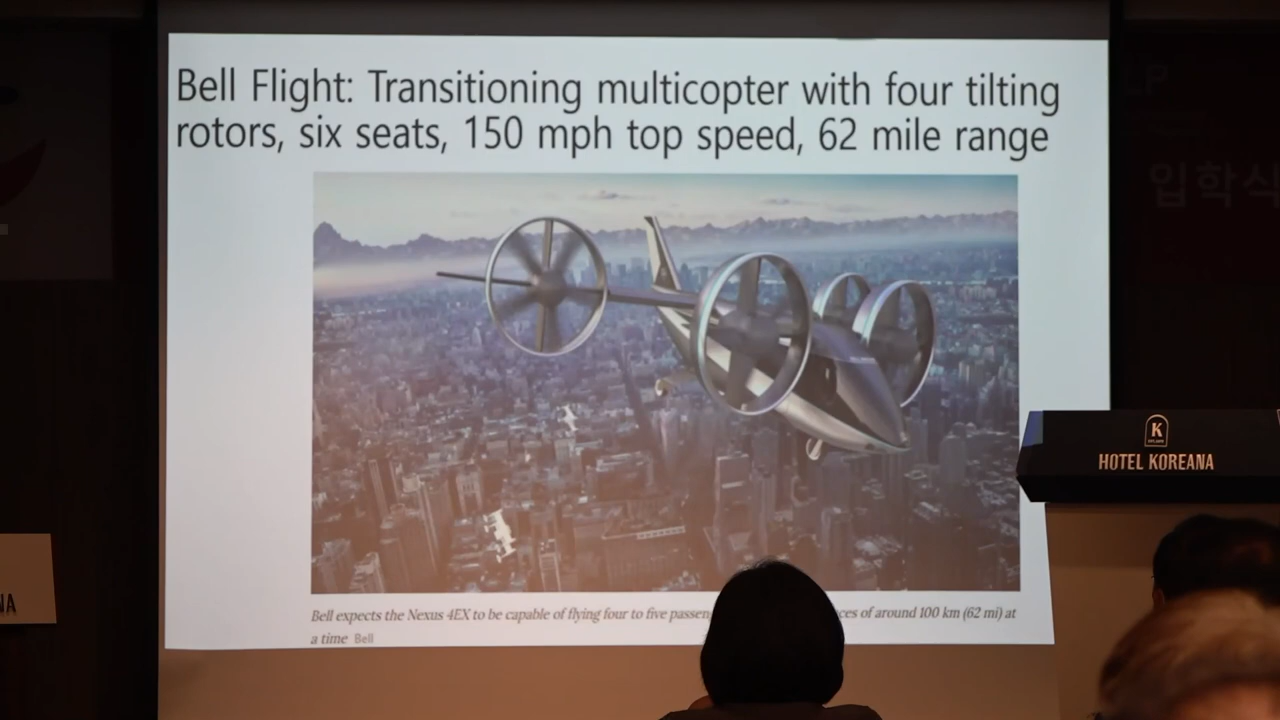 Bell Flight: Transitioning multicopter with four tilting
rotors, six seats, 150 mph top speed, 62 mile range
Bell expects the Nexus 4EX to be capable of flying four to five passen
ces of around 100 km (62 mi) at
a time Bell
K
HOTEL KOREANA
LP
입학식
NA